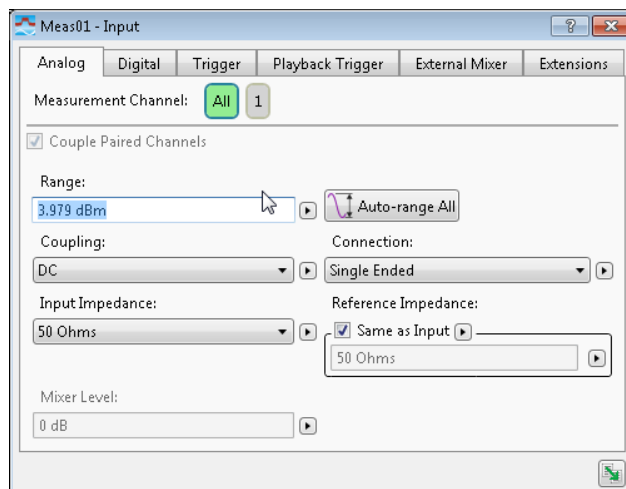 Meas01 - Input
Analog Digital Trigger Playback Trigger External Mixer Extensions
Measurement Channel: All 1
Couple Paired Channels
Range:
3.979 dBm Auto-range All
Coupling: Connection:
DC Single Ended
Input Impedance: Reference Impedance:
50 Ohms Same as Input
50 Ohms
Mixer Level:
0 dB